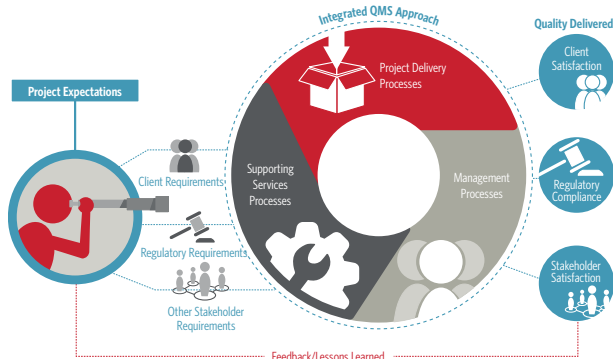 Integrated QMS Approach
Quality Delivered
Project Expectations
Client Requirements
Regulatory Requirements
Other Stakeholder
Requirements
Project Delivery
Processes
Supporting
Services
Processes
Management
Processes
Client
Satisfaction
Regulatory
Compliance
Stakeholder
Satisfaction
Feedback/Lessons Learned